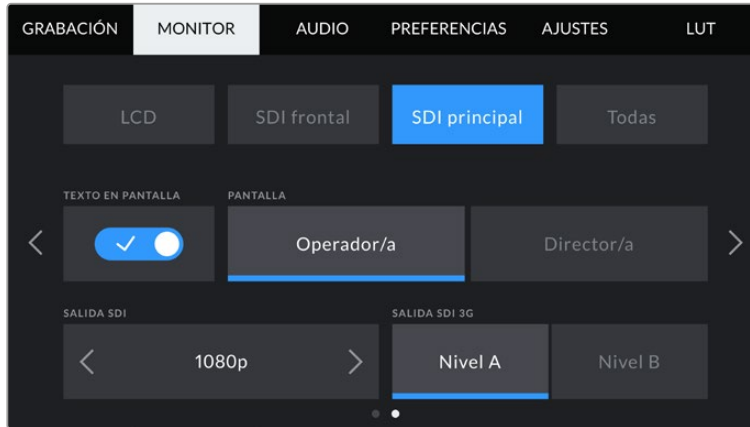 GRABACIÓN MONITOR AUDIO PREFERENCIAS AJUSTES LUT
LCD SDI frontal SDI principal Todas
TEXTO EN PANTALLA PANTALLA
Operador/a Director/a
SALIDA SDI SALIDA SDI 3G
1080p Nivel A Nivel B